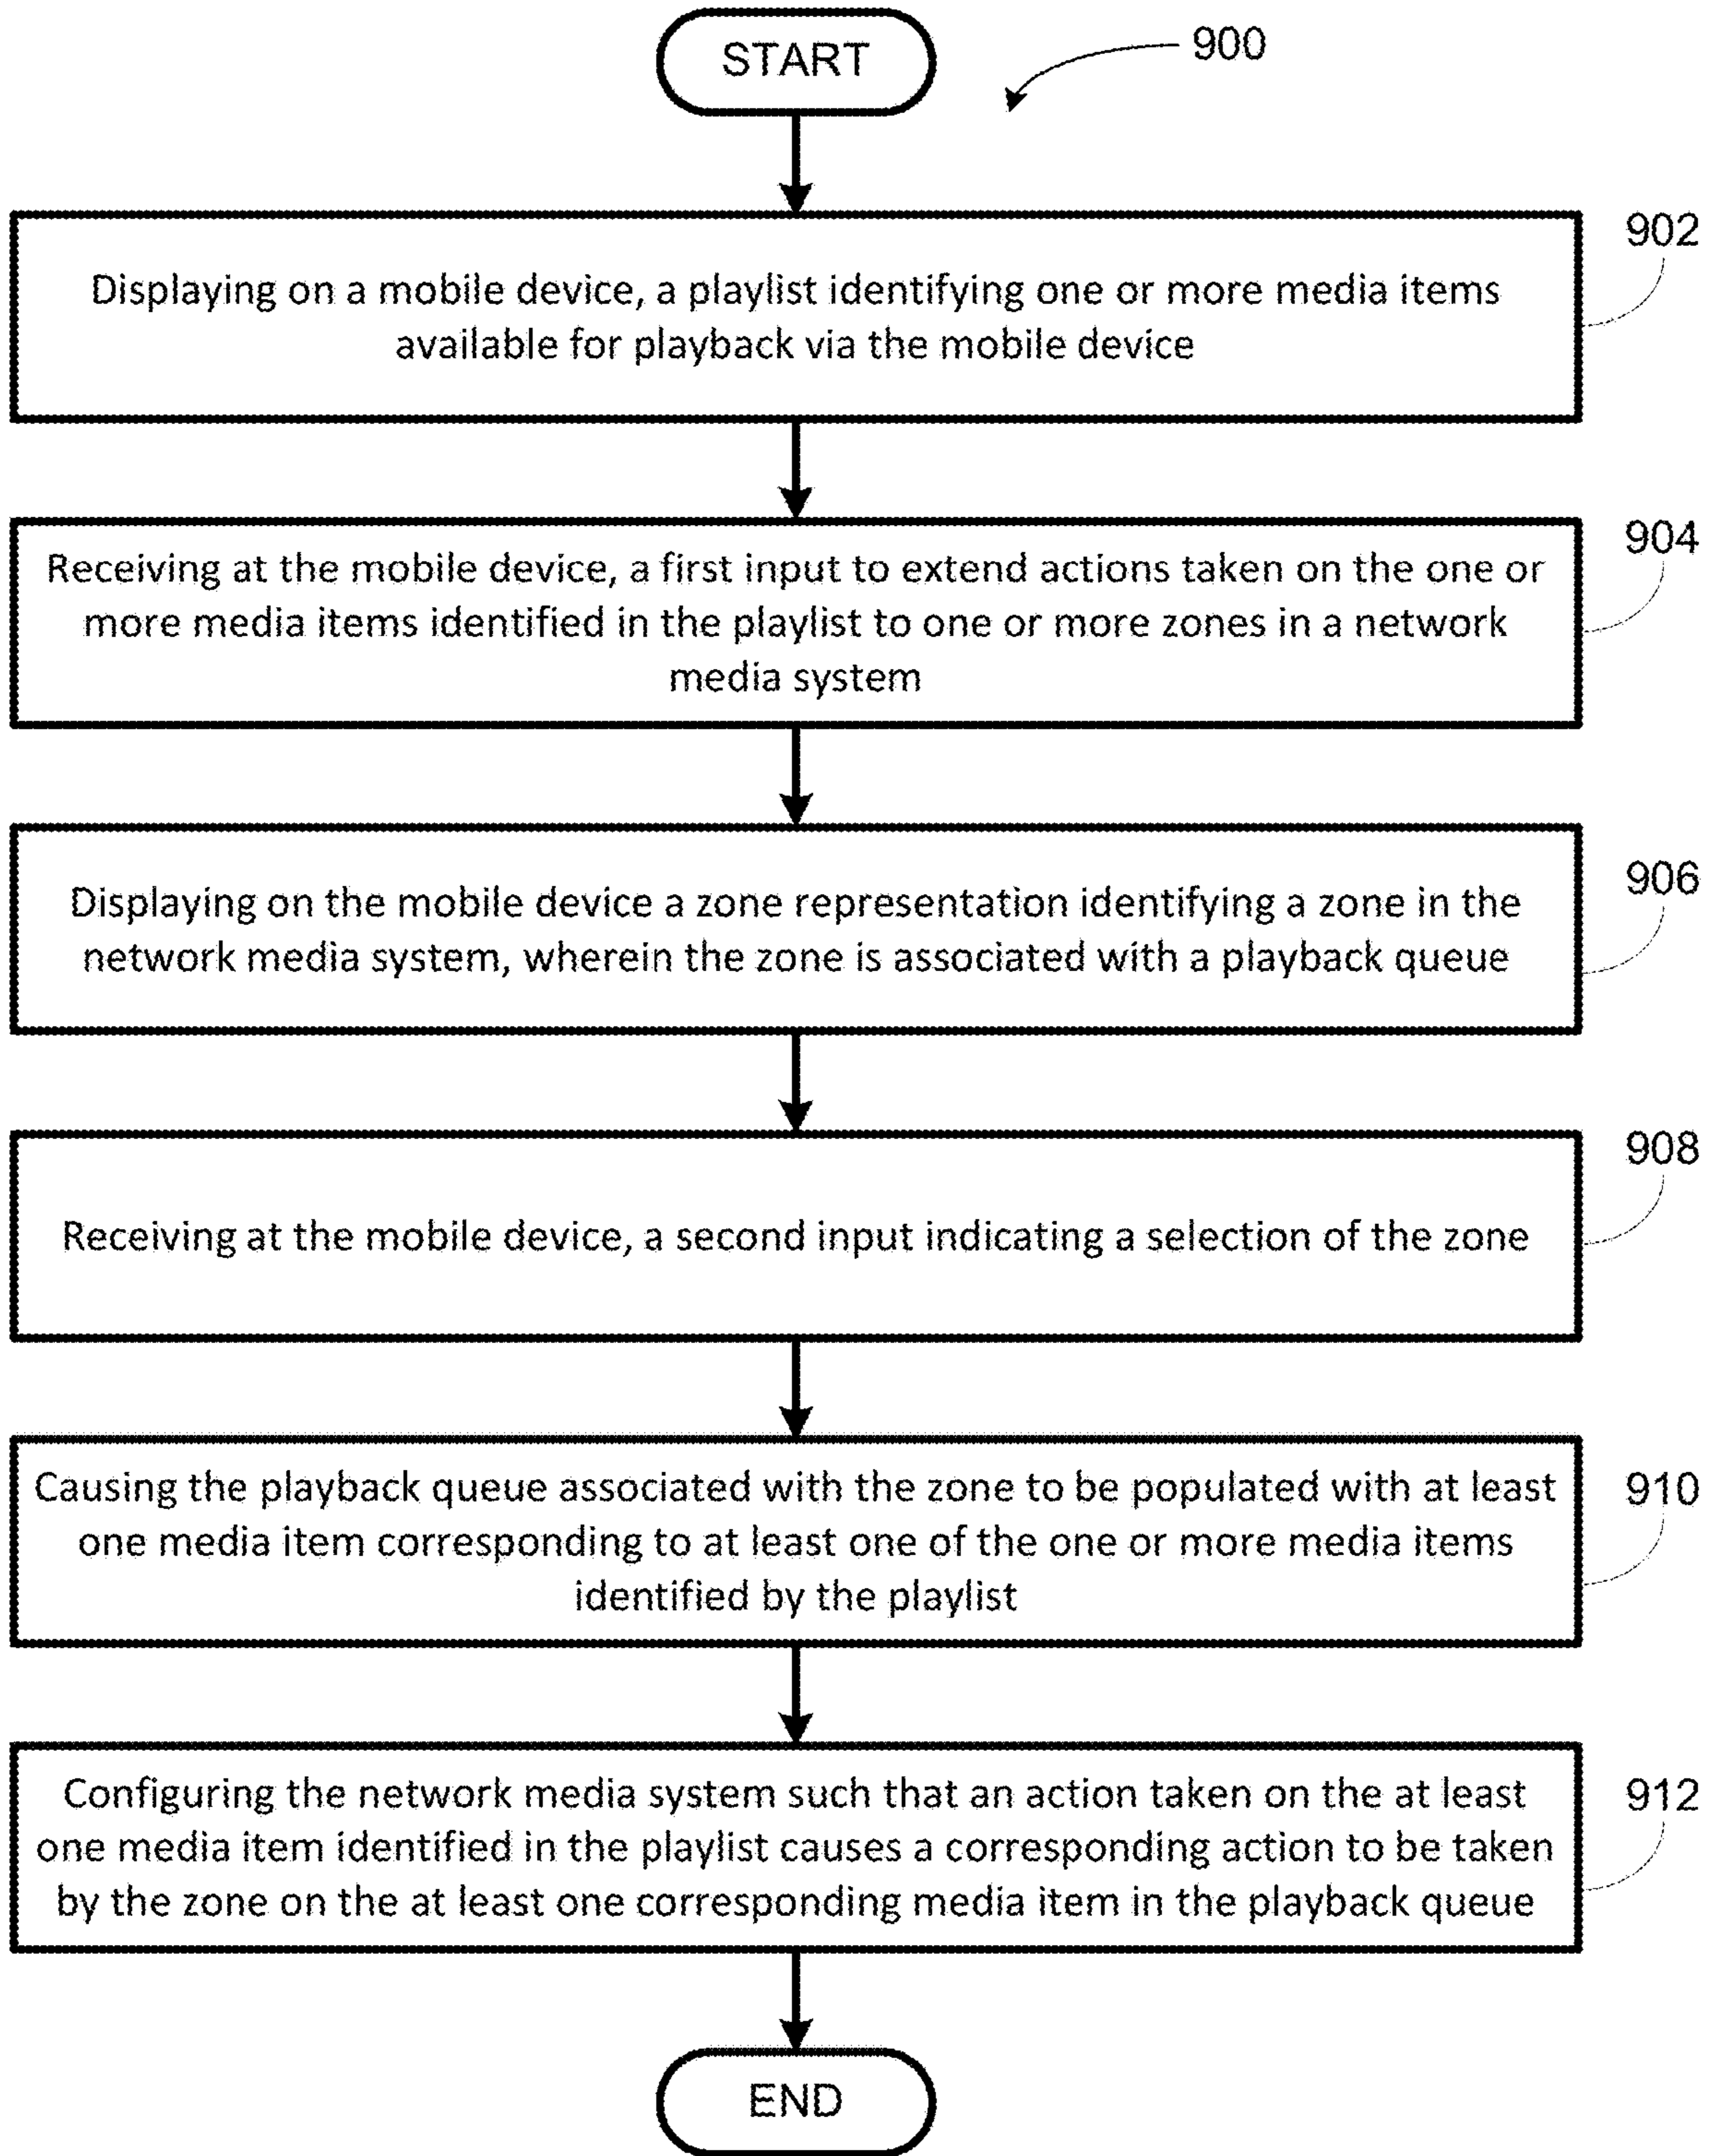 START
900
902
Displaying on a mobile device, a playlist identifying one or more media items
available for playback via the mobile device
904
Receiving at the mobile device, a first input to extend actions taken on the one or
more media items identified in the playlist to one or more zones in a network
media system
906
Displaying on the mobile device a zone representation identifying a zone in the
network media system, wherein the zone is associated with a playback queue
908
Receiving at the mobile device, a second input indicating a selection of the zone
910
Causing the playback queue associated with the zone to be populated with at least
one media item corresponding to at least one of the one or more media items
identified by the playlist
912
Configuring the network media system such that an action taken on the at least
one media item identified in the playlist causes a corresponding action to be taken
by the zone on the at least one corresponding media item in the playback queue
END